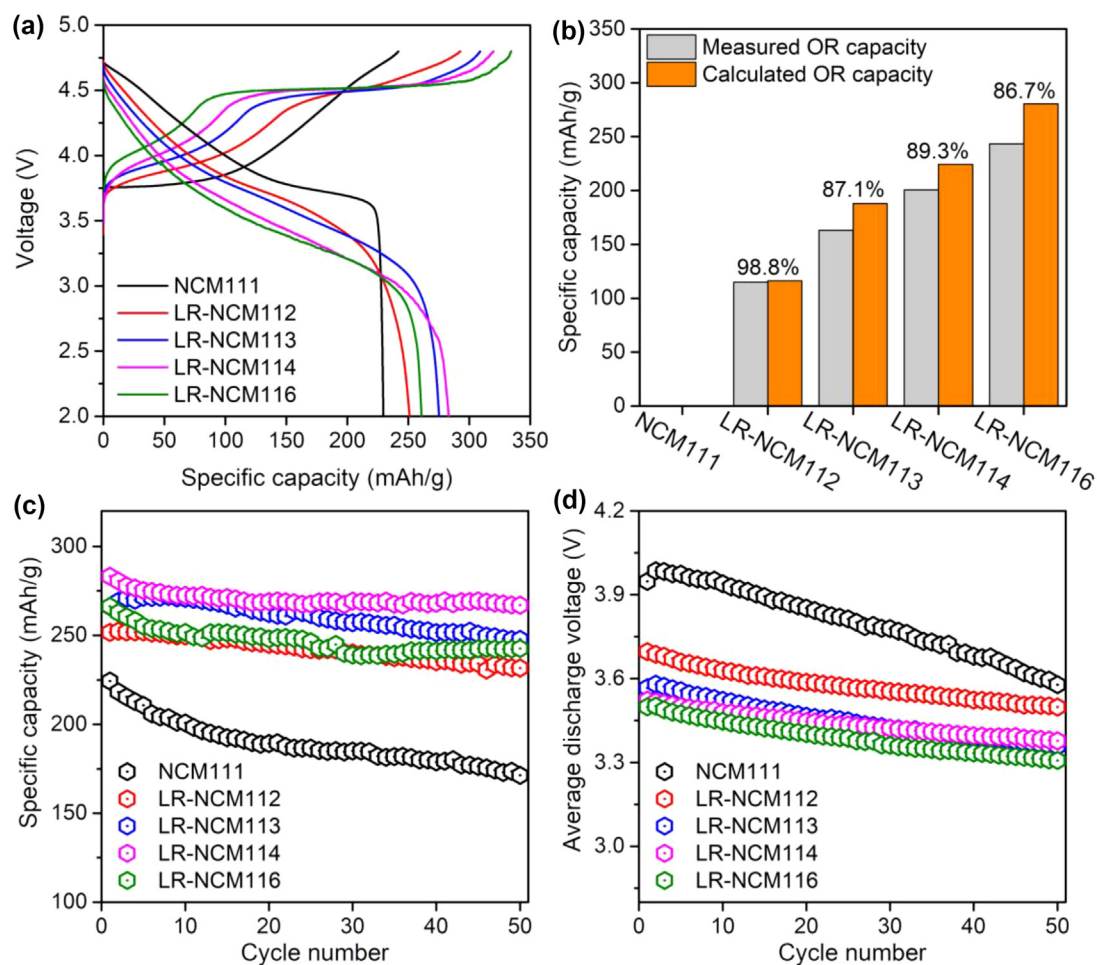 (a)
5.0
4.5
4.0
3.5
3.0
2.5
2.0
Voltage (V)
NCM111
LR-NCM112
LR-NCM113
LR-NCM114
LR-NCM116
0 50 100 150 200 250 300 350
Specific capacity (mAh/g)
(b)
Measured OR capacity
Calculated OR capacity
350
300
250
200
150
100
50
0
Specific capacity (mAh/g)
98.8%
87.1%
89.3%
86.7%
NCM111
LR-NCM112
LR-NCM113
LR-NCM114
LR-NCM116
(c)
300
250
200
150
100
Specific capacity (mAh/g)
NCM111
LR-NCM112
LR-NCM113
LR-NCM114
LR-NCM116
0 10 20 30 40 50
Cycle number
(d)
4.2
3.9
3.6
3.3
3.0
Average discharge voltage (V)
NCM111
LR-NCM112
LR-NCM113
LR-NCM114
LR-NCM116
0 10 20 30 40 50
Cycle number